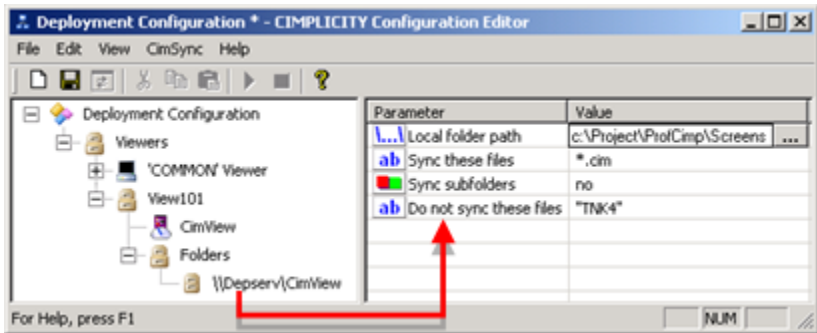 Deployment Configuration * - CIMPLICITY Configuration Editor
File Edit View CimSync Help
Deployment Configuration
Viewers
'COMMON' Viewer
View101
CimView
Folders
\\Depserv\CimView
Parameter Value
\...\ Local folder path c:\Project\ProfCimp\Screens ...
ab Sync these files *.cim
Sync subfolders no
ab Do not sync these files "TNK4"
For Help, press F1 NUM